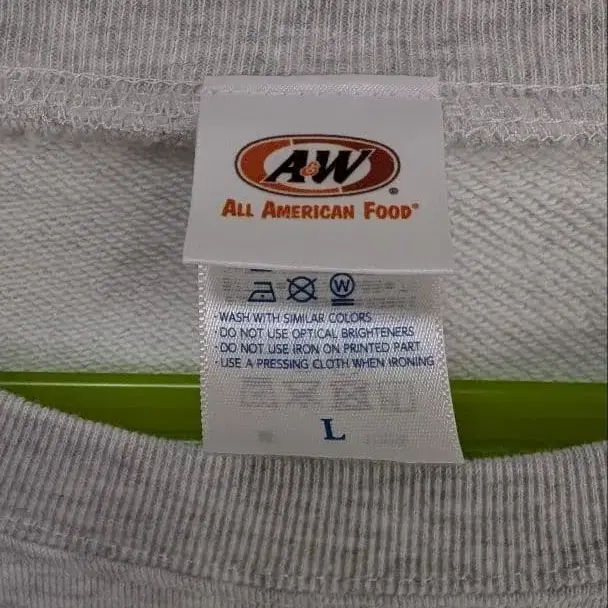 A&W®
ALL AMERICAN FOOD®
W
· WASH WITH SIMILAR COLORS
· DO NOT USE OPTICAL BRIGHTENERS
· DO NOT USE IRON ON PRINTED PART
· USE A PRESSING CLOTH WHEN IRONING
L